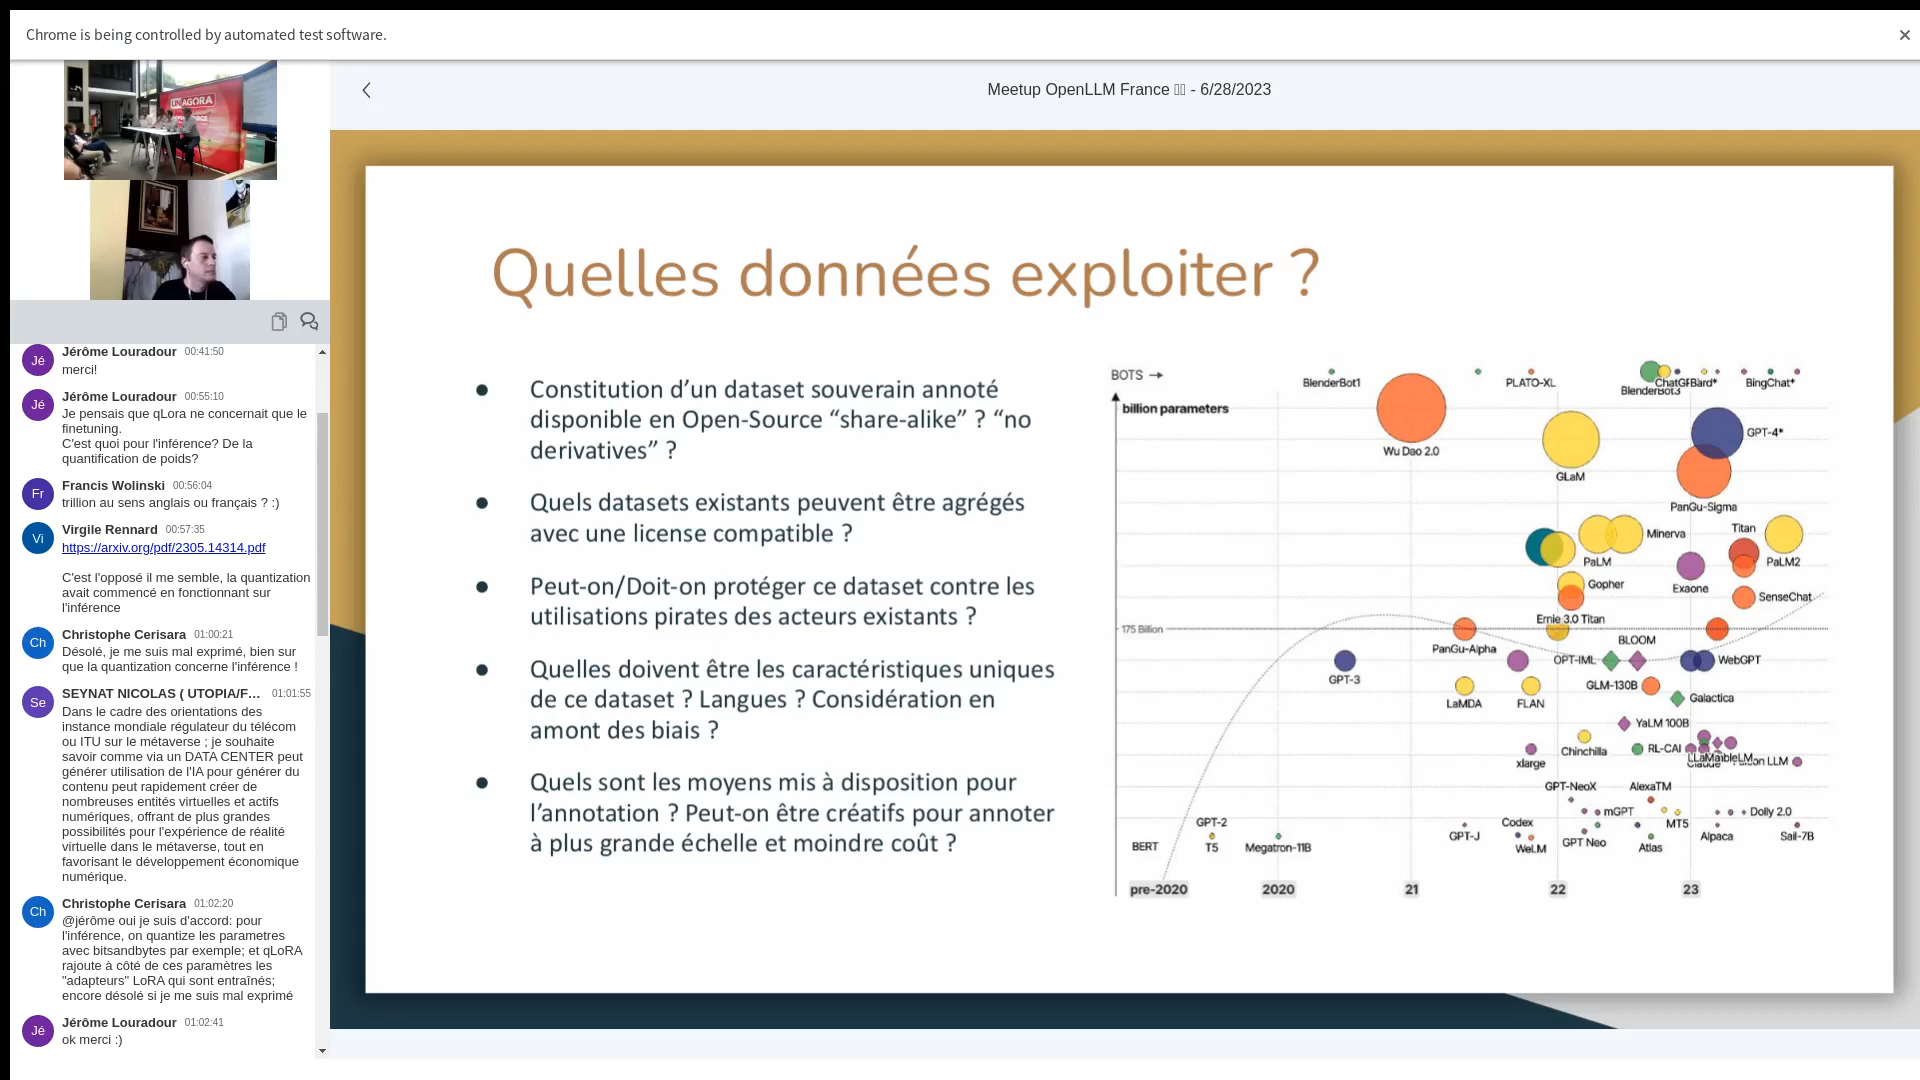 Chrome is being controlled by automated test software.
LINAGORA
Meetup OpenLLM France - 6/28/2023
Jé
Jérôme Louradour 00:41:50
merci!
Jé
Jérôme Louradour 00:55:10
Je pensais que qLora ne concernait que le
finetuning.
C'est quoi pour l'inférence? De la
quantification de poids?
Fr
Francis Wolinski 00:56:04
trillion au sens anglais ou français ? :)
Vi
Virgile Rennard 00:57:35
https://arxiv.org/pdf/2305.14314.pdf
C'est l'opposé il me semble, la quantization
avait commencé en fonctionnant sur
l'inférence
Ch
Christophe Cerisara 01:00:21
Désolé, je me suis mal exprimé, bien sur
que la quantization concerne l'inférence !
Se
SEYNAT NICOLAS ( UTOPIA/F... 01:01:55
Dans le cadre des orientations des
instance mondiale régulateur du télécom
ou ITU sur le métaverse ; je souhaite
savoir comme via un DATA CENTER peut
générer utilisation de l'IA pour générer du
contenu peut rapidement créer de
nombreuses entités virtuelles et actifs
numériques, offrant de plus grandes
possibilités pour l'expérience de réalité
virtuelle dans le métaverse, tout en
favorisant le développement économique
numérique.
Ch
Christophe Cerisara 01:02:20
@jérôme oui je suis d'accord: pour
l'inférence, on quantize les parametres
avec bitsandbytes par exemple; et qLoRA
rajoute à côté de ces paramètres les
"adapteurs" LoRA qui sont entraînés;
encore désolé si je me suis mal exprimé
Jé
Jérôme Louradour 01:02:41
ok merci :)
Quelles données exploiter ?
● Constitution d’un dataset souverain annoté
disponible en Open-Source “share-alike” ? “no
derivatives” ?
● Quels datasets existants peuvent être agrégés
avec une license compatible ?
● Peut-on/Doit-on protéger ce dataset contre les
utilisations pirates des acteurs existants ?
● Quelles doivent être les caractéristiques uniques
de ce dataset ? Langues ? Considération en
amont des biais ?
● Quels sont les moyens mis à disposition pour
l’annotation ? Peut-on être créatifs pour annoter
à plus grande échelle et moindre coût ?
BOTS →
BlenderBot1
PLATO-XL
BlenderBot3
Bard*
BingChat*
billion parameters
Wu Dao 2.0
GLaM
GPT-4*
PanGu-Sigma
Minerva
Titan
PaLM
PaLM2
Gopher
Exaone
SenseChat
Ernie 3.0 Titan
175 Billion
BLOOM
PanGu-Alpha
OPT-IML
WebGPT
GPT-3
GLM-130B
Galactica
LaMDA
FLAN
YaLM 100B
Chinchilla
RL-CAI
xlarge
LLaMa
LLM
GPT-NeoX
AlexaTM
mGPT
Dolly 2.0
GPT-2
Codex
MT5
GPT-J
Alpaca
Sail-7B
BERT
T5
Megatron-11B
WeLM
GPT Neo
Atlas
pre-2020
2020
21
22
23